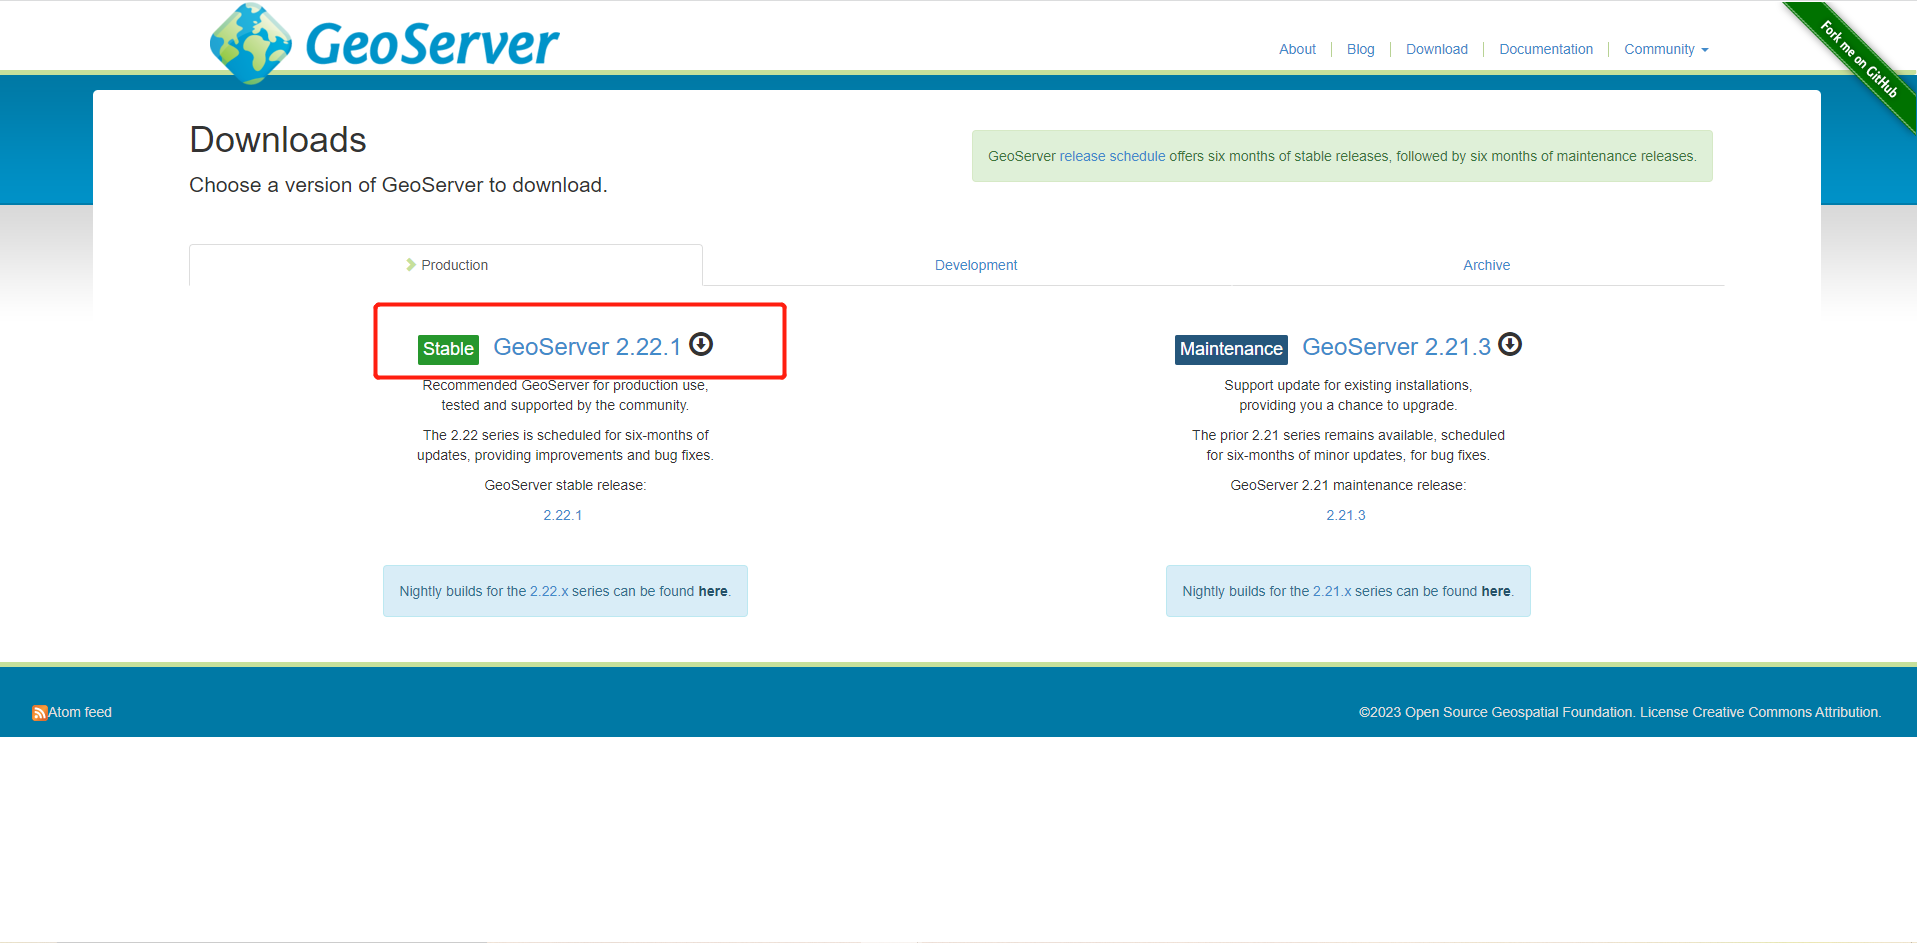 GeoServer
About
Blog
Download
Documentation
Community
Fork me on GitHub
Downloads
Choose a version of GeoServer to download.
GeoServer release schedule offers six months of stable releases, followed by six months of maintenance releases.
Production
Development
Archive
Stable GeoServer 2.22.1
Recommended GeoServer for production use,
tested and supported by the community.
The 2.22 series is scheduled for six-months of
updates, providing improvements and bug fixes.
GeoServer stable release:
2.22.1
Nightly builds for the 2.22.x series can be found here.
Maintenance GeoServer 2.21.3
Support update for existing installations,
providing you a chance to upgrade.
The prior 2.21 series remains available, scheduled
for six-months of minor updates, for bug fixes.
GeoServer 2.21 maintenance release:
2.21.3
Nightly builds for the 2.21.x series can be found here.
Atom feed
©2023 Open Source Geospatial Foundation. License Creative Commons Attribution.